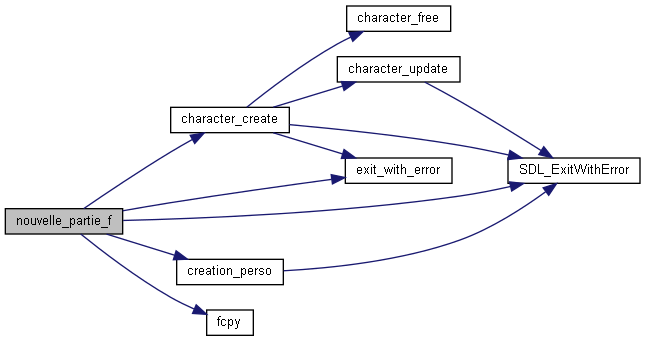 character_free
character_update
character_create
exit_with_error
SDL_ExitWithError
nouvelle_partie_f
creation_perso
fcpy